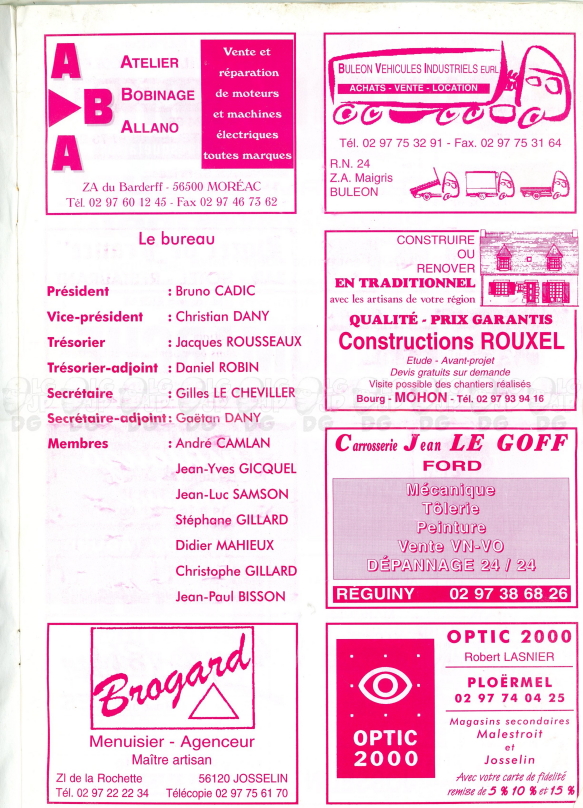 A B A
ATELIER
BOBINAGE
ALLANO
Vente et
réparation
de moteurs
et machines
électriques
toutes marques
ZA du Barderff - 56500 MORÉAC
Tél. 02 97 60 12 45 - Fax 02 97 46 73 62
BULEON VEHICULES INDUSTRIELS EURL
ACHATS - VENTE - LOCATION
Tél. 02 97 75 32 91 - Fax. 02 97 75 31 64
R.N. 24
Z.A. Maigris
BULEON
Le bureau
Président : Bruno CADIC
Vice-président : Christian DANY
Trésorier : Jacques ROUSSEAUX
Trésorier-adjoint : Daniel ROBIN
Secrétaire : Gilles LE CHEVILLER
Secrétaire-adjoint : Gaëtan DANY
Membres : André CAMLAN
Jean-Yves GICQUEL
Jean-Luc SAMSON
Stéphane GILLARD
Didier MAHIEUX
Christophe GILLARD
Jean-Paul BISSON
CONSTRUIRE
OU
RENOVER
EN TRADITIONNEL
avec les artisans de votre région
QUALITÉ - PRIX GARANTIS
Constructions ROUXEL
Etude - Avant-projet
Devis gratuits sur demande
Visite possible des chantiers réalisés
Bourg - MOHON - Tél. 02 97 93 94 16
Carrosserie Jean LE GOFF
FORD
Mécanique
Tôlerie
Peinture
Vente VN-VO
DÉPANNAGE 24 / 24
RÉGUINY 02 97 38 68 26
Brogard
Menuisier - Agenceur
Maître artisan
ZI de la Rochette 56120 JOSSELIN
Tél. 02 97 22 22 34 Télécopie 02 97 75 61 70
OPTIC
2000
OPTIC 2000
Robert LASNIER
PLOËRMEL
02 97 74 04 25
Magasins secondaires
Malestroit
et
Josselin
Avec votre carte de fidélité
remise de 5 % 10 % et 15 %